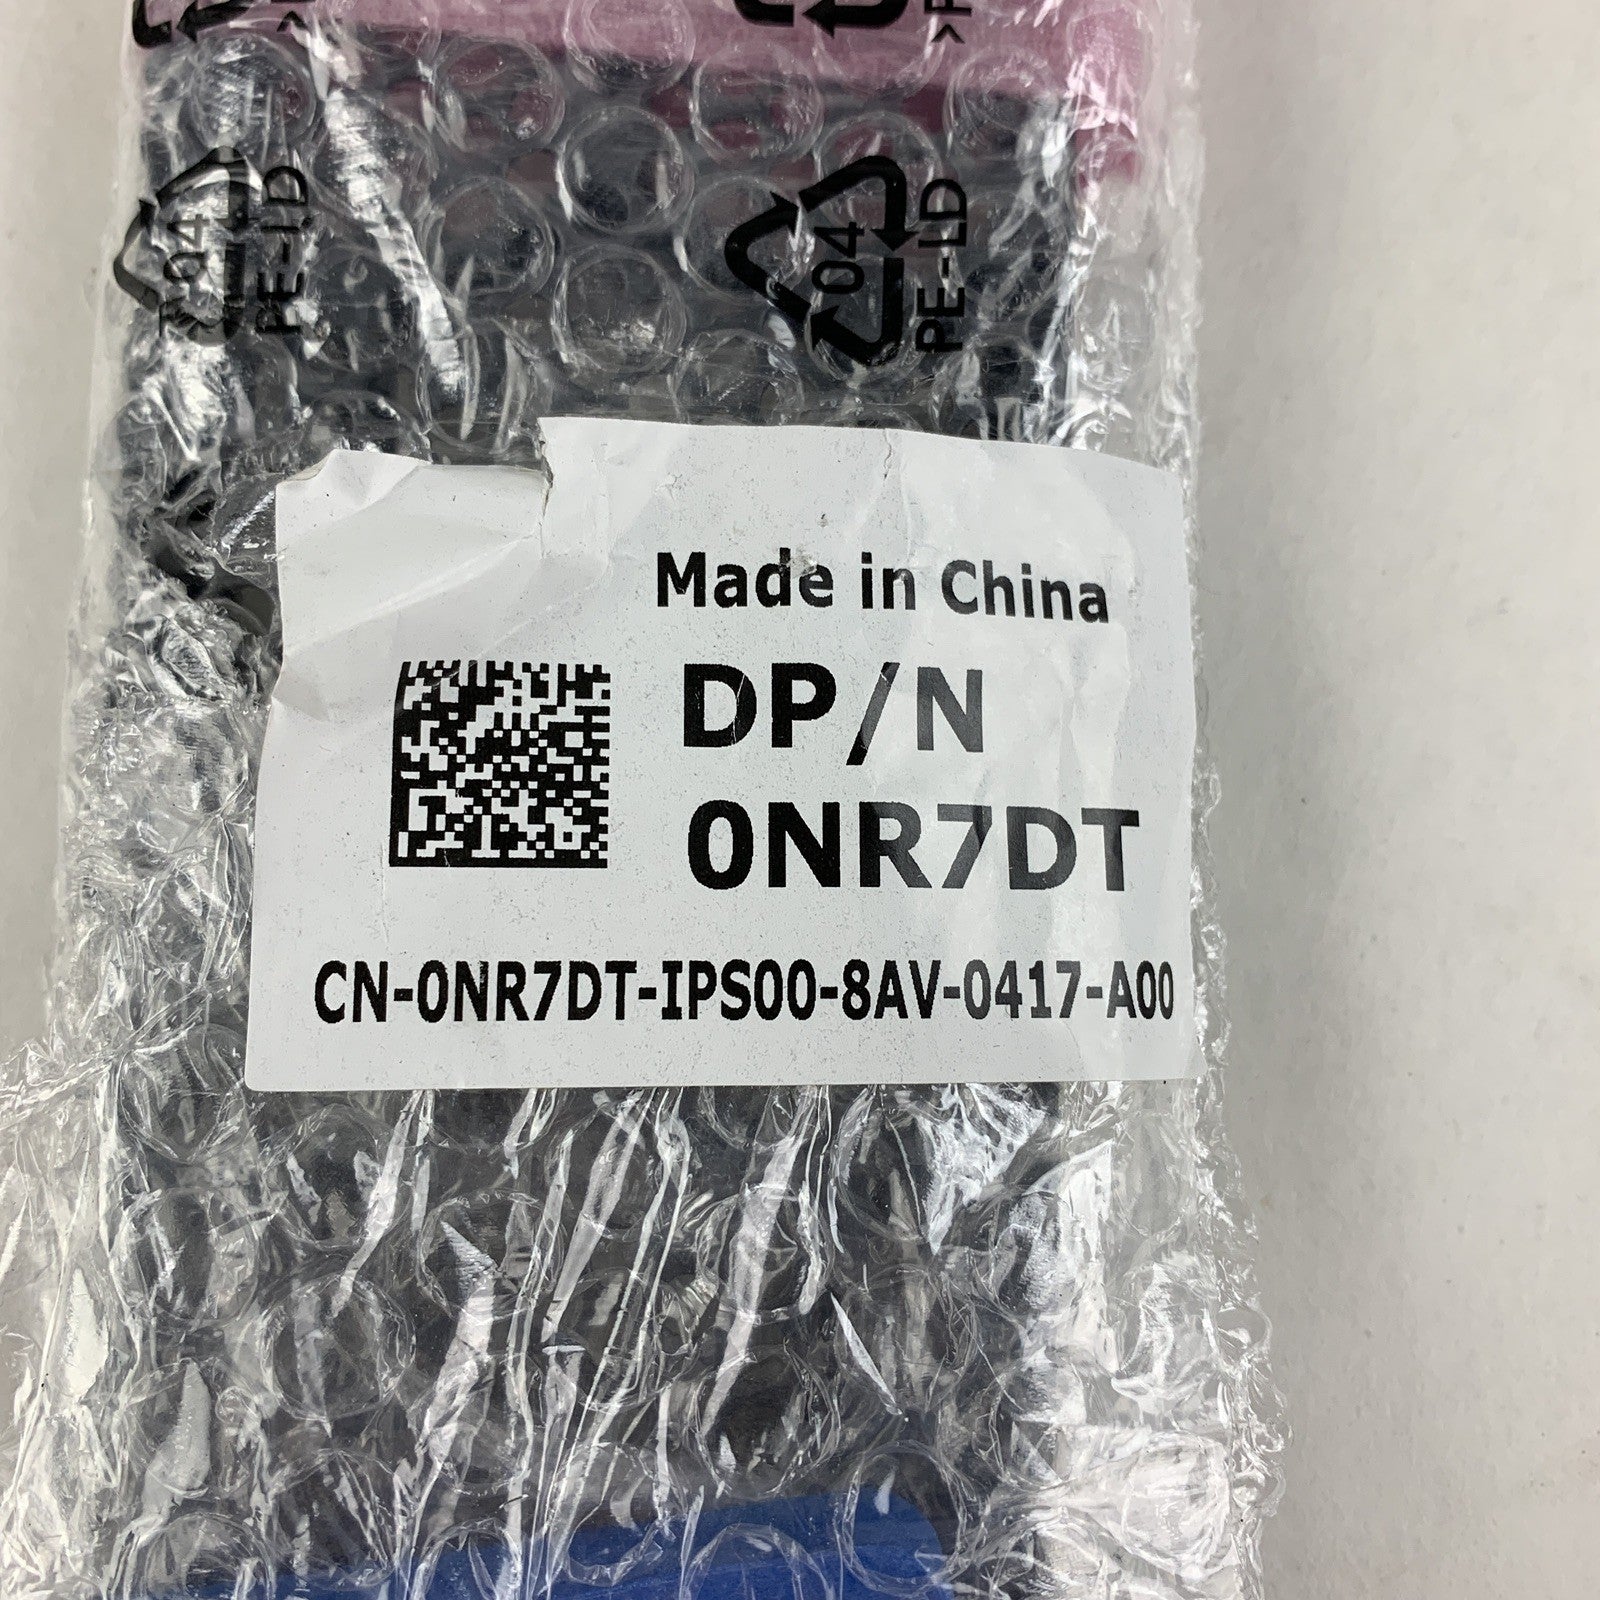 04
PE-LD
04
PE-LD
Made in China
DP/N
0NR7DT
CN-0NR7DT-IPS00-8AV-0417-A00